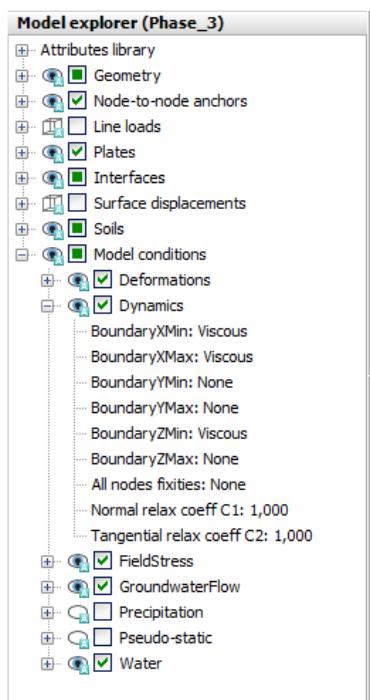 Model explorer (Phase_3)
Attributes library
Geometry
Node-to-node anchors
Line loads
Plates
Interfaces
Surface displacements
Soils
Model conditions
Deformations
Dynamics
BoundaryXMin: Viscous
BoundaryXMax: Viscous
BoundaryYMin: None
BoundaryYMax: None
BoundaryZMin: Viscous
BoundaryZMax: None
All nodes fixities: None
Normal relax coeff C1: 1,000
Tangential relax coeff C2: 1,000
FieldStress
GroundwaterFlow
Precipitation
Pseudo-static
Water